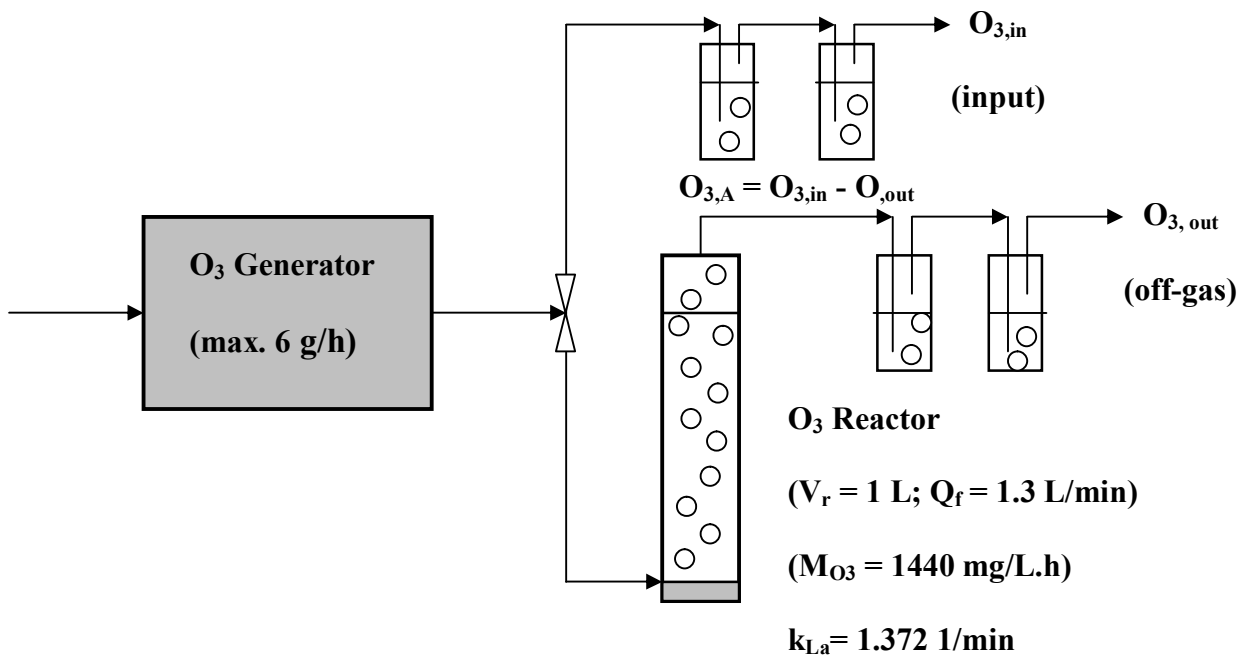 O₃,in
(input)
O₃,A = O₃,in - O,out
O₃ Generator
(max. 6 g/h)
O₃, out
(off-gas)
O₃ Reactor
(Vr = 1 L; Qf = 1.3 L/min)
(MO3 = 1440 mg/L.h)
kLa= 1.372 1/min